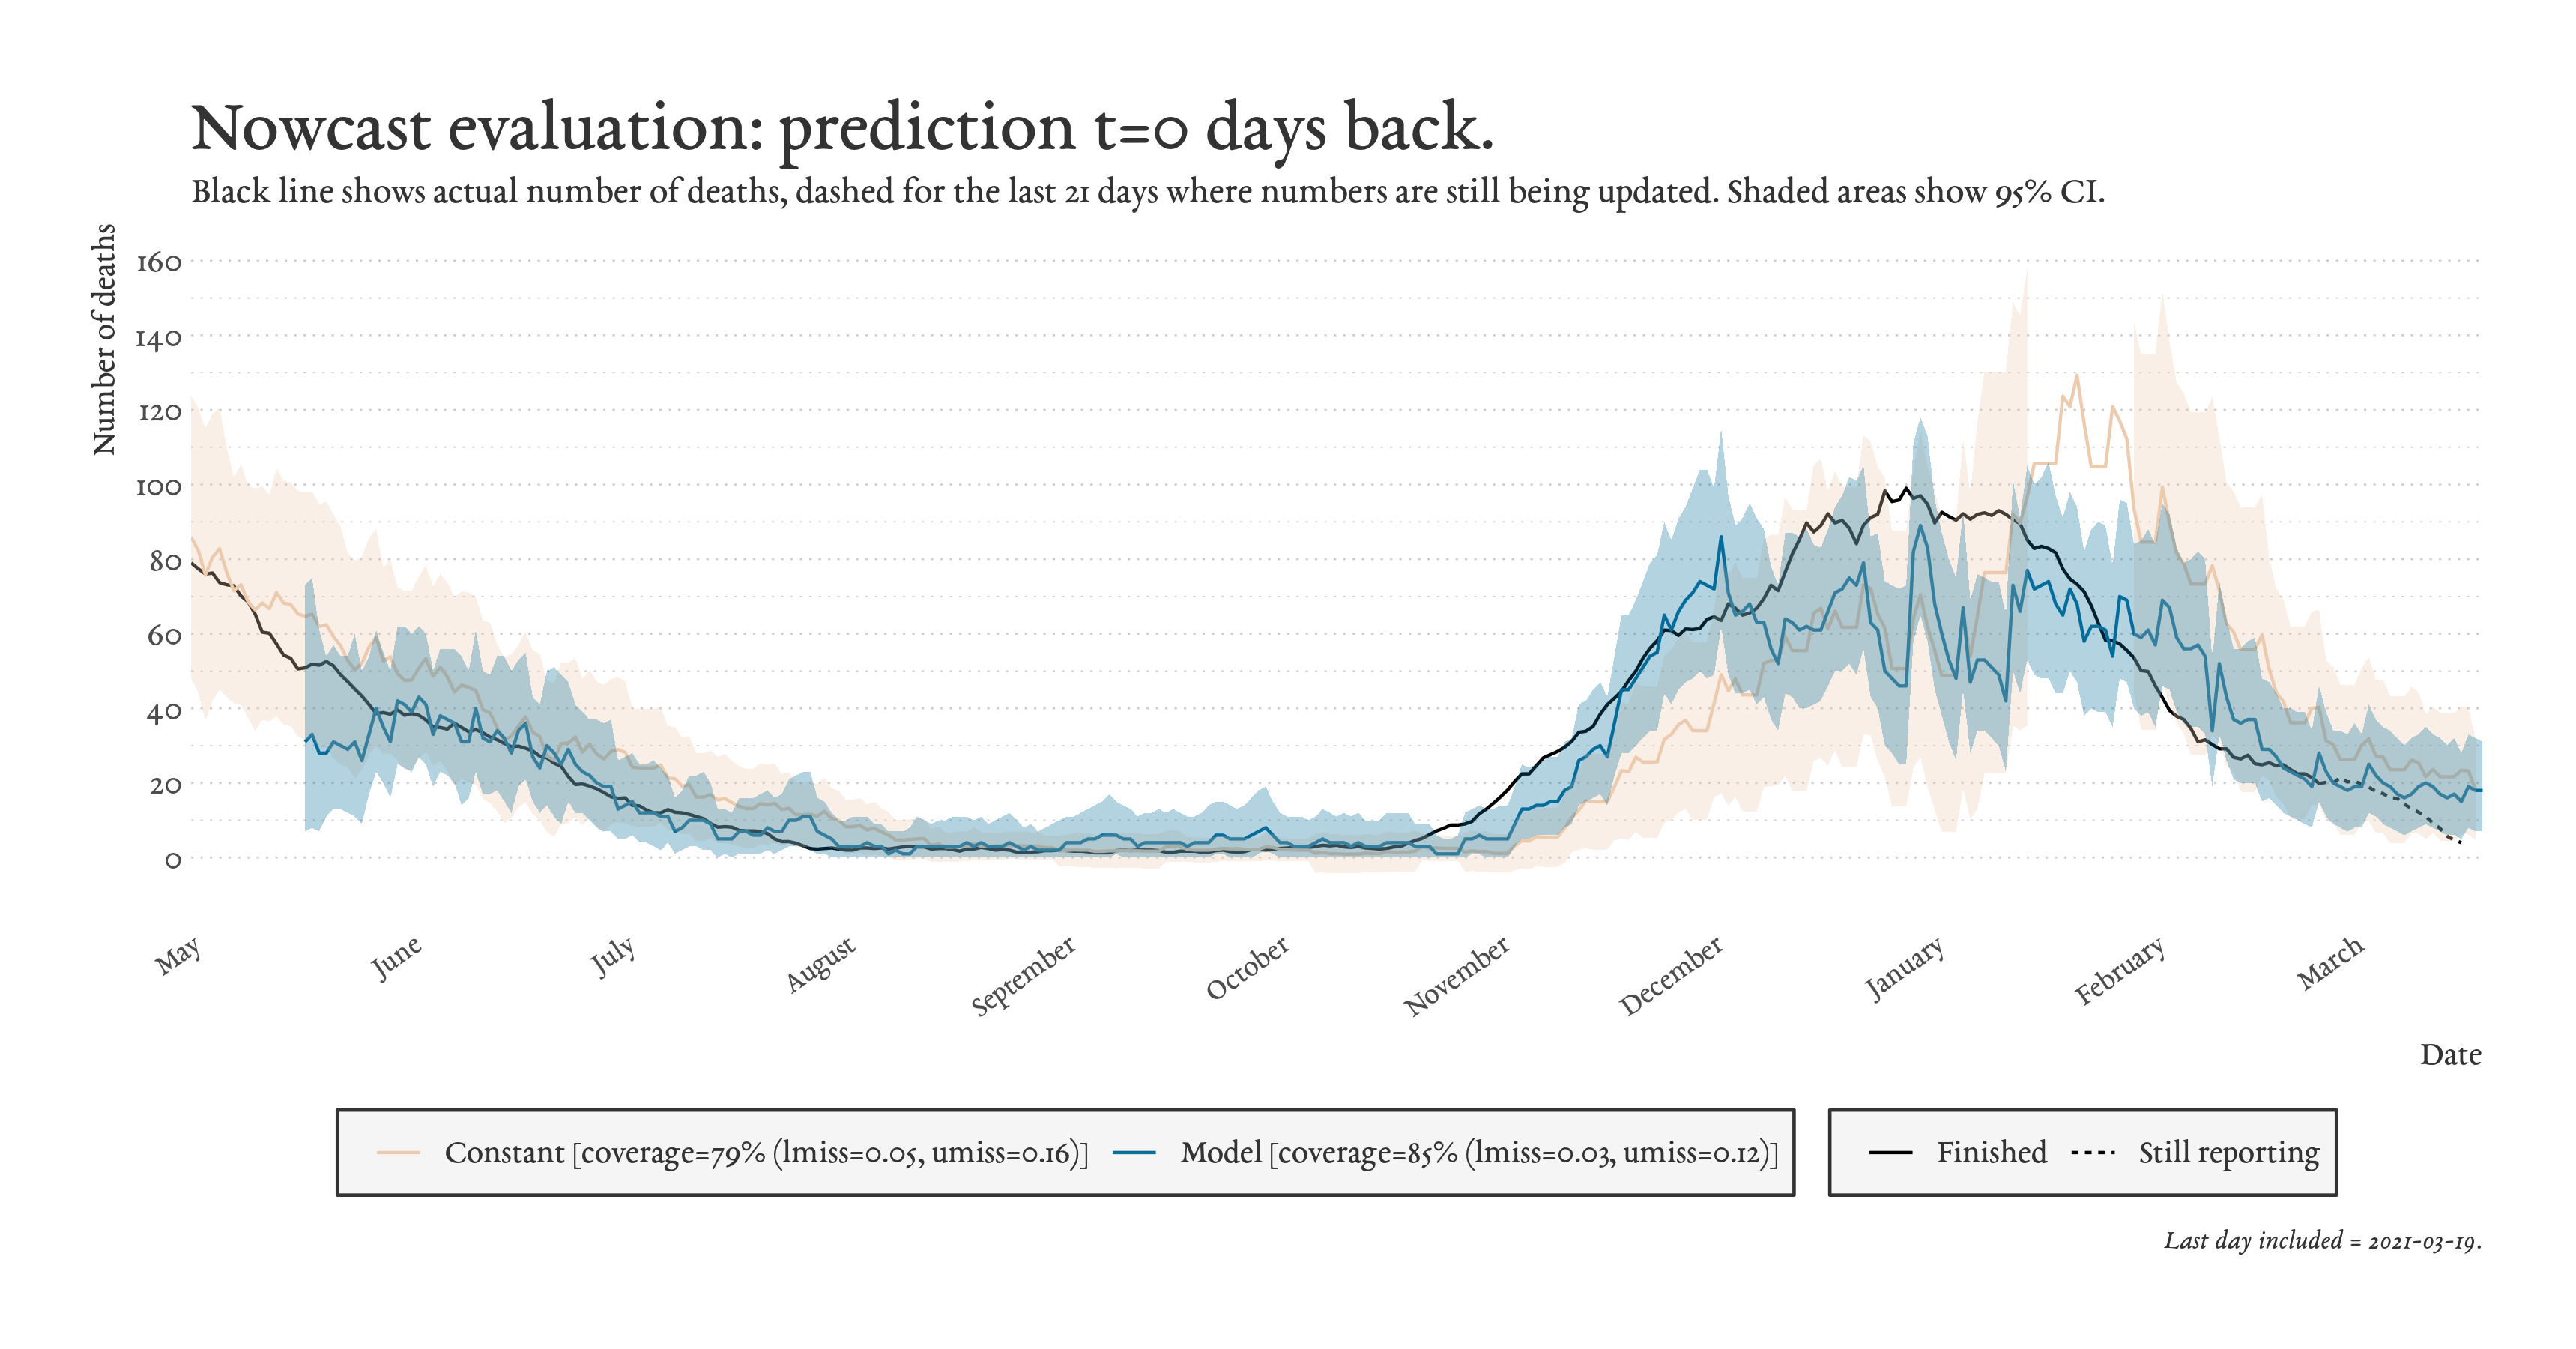 Nowcast evaluation: prediction t=0 days back.
Black line shows actual number of deaths, dashed for the last 21 days where numbers are still being updated. Shaded areas show 95% CI.
Number of deaths
160
140
120
100
80
60
40
20
0
May
June
July
August
September
October
November
December
January
February
March
Date
Constant [coverage=79% (lmiss=0.05, umiss=0.16)]
Model [coverage=85% (lmiss=0.03, umiss=0.12)]
Finished
Still reporting
Last day included = 2021-03-19.